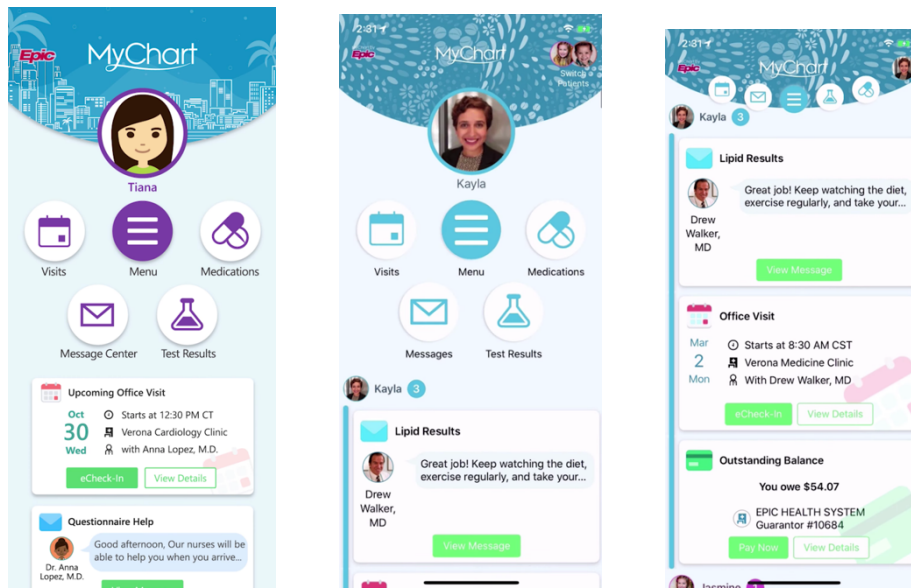 Epic
MyChart
Tiana
Visits
Menu
Medications
Message Center
Test Results
Upcoming Office Visit
Oct
30
Wed
Starts at 12:30 PM CT
Verona Cardiology Clinic
with Anna Lopez, M.D.
eCheck-In
View Details
Questionnaire Help
Good afternoon, Our nurses will be
able to help you when you arrive...
Dr. Anna
Lopez, M.D.
2:31
Epic
MyChart
Switch
Patients
Kayla
Visits
Menu
Medications
Messages
Test Results
Kayla
3
Lipid Results
Great job! Keep watching the diet,
exercise regularly, and take your...
Drew
Walker,
MD
View Message
2:31
Epic
MyChart
Kayla
3
Lipid Results
Great job! Keep watching the diet,
exercise regularly, and take your...
Drew
Walker,
MD
View Message
Office Visit
Mar
2
Mon
Starts at 8:30 AM CST
Verona Medicine Clinic
With Drew Walker, MD
eCheck-In
View Details
Outstanding Balance
You owe $54.07
EPIC HEALTH SYSTEM
Guarantor #10684
Pay Now
View Details
Jasmine